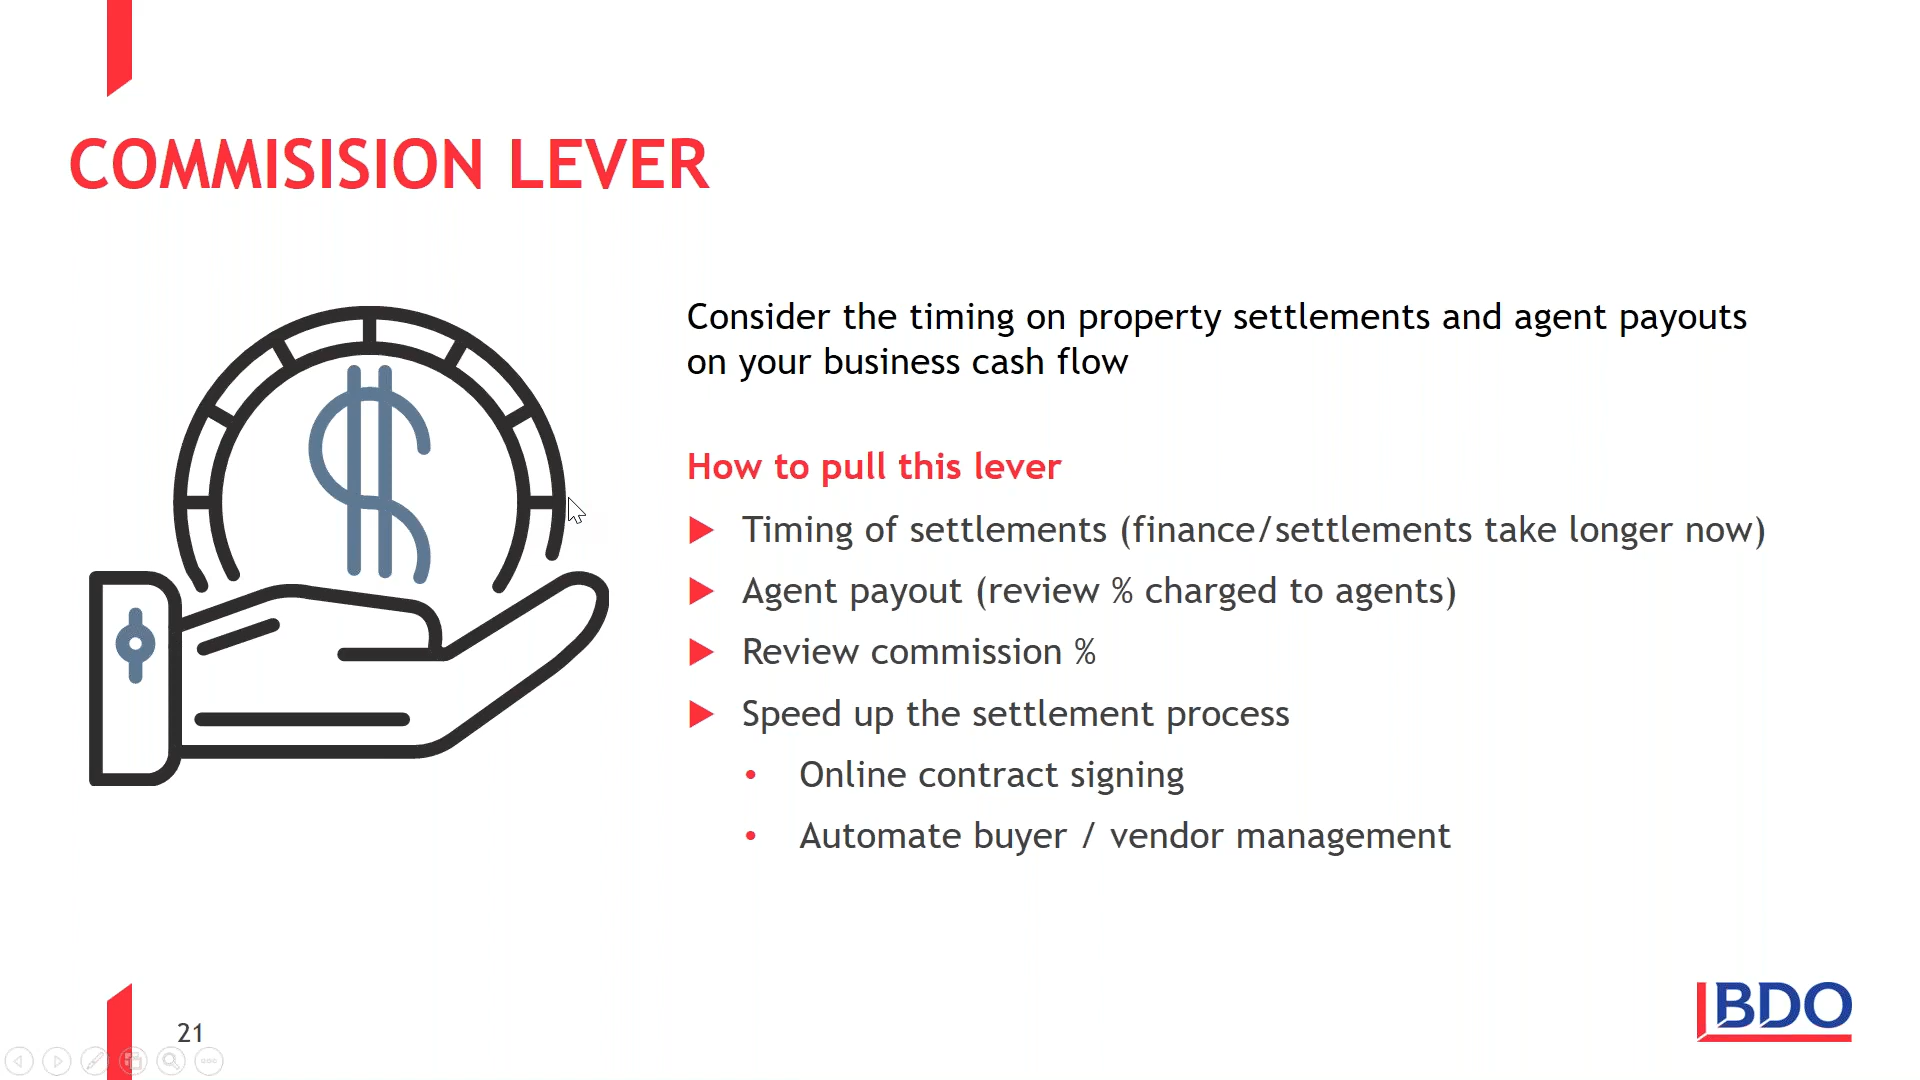 COMMISISION LEVER
Consider the timing on property settlements and agent payouts
on your business cash flow
How to pull this lever
Timing of settlements (finance/settlements take longer now)
Agent payout (review % charged to agents)
Review commission %
Speed up the settlement process
Online contract signing
Automate buyer / vendor management
21
BDO